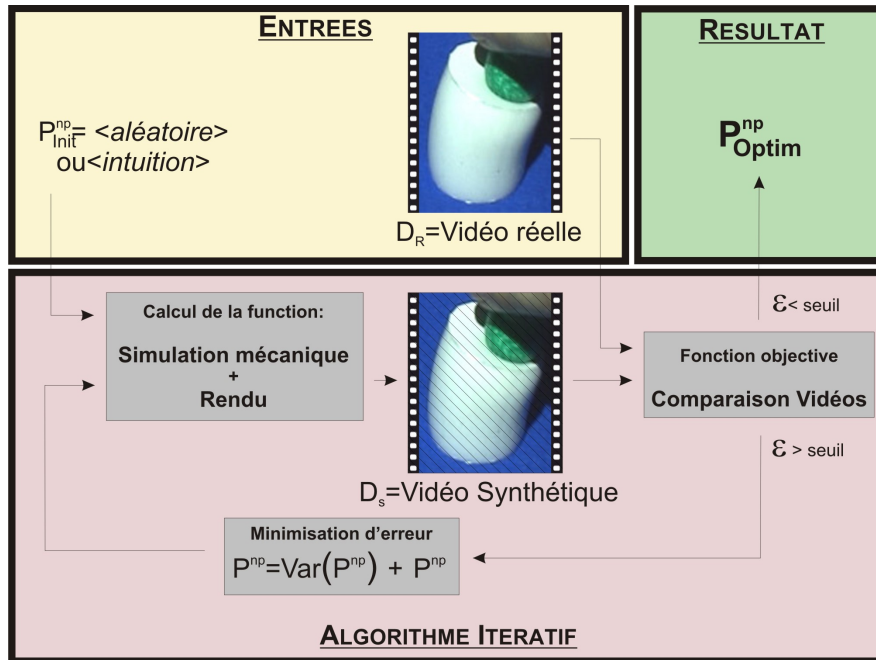 ENTREES
P^np_Init = <aléatoire>
ou<intuition>
D_R=Vidéo réelle
RESULTAT
P^np_Optim
Calcul de la function:
Simulation mécanique
+
Rendu
D_s=Vidéo Synthétique
ε< seuil
Fonction objective
Comparaison Vidéos
ε > seuil
Minimisation d'erreur
P^np=Var(P^np) + P^np
ALGORITHME ITERATIF